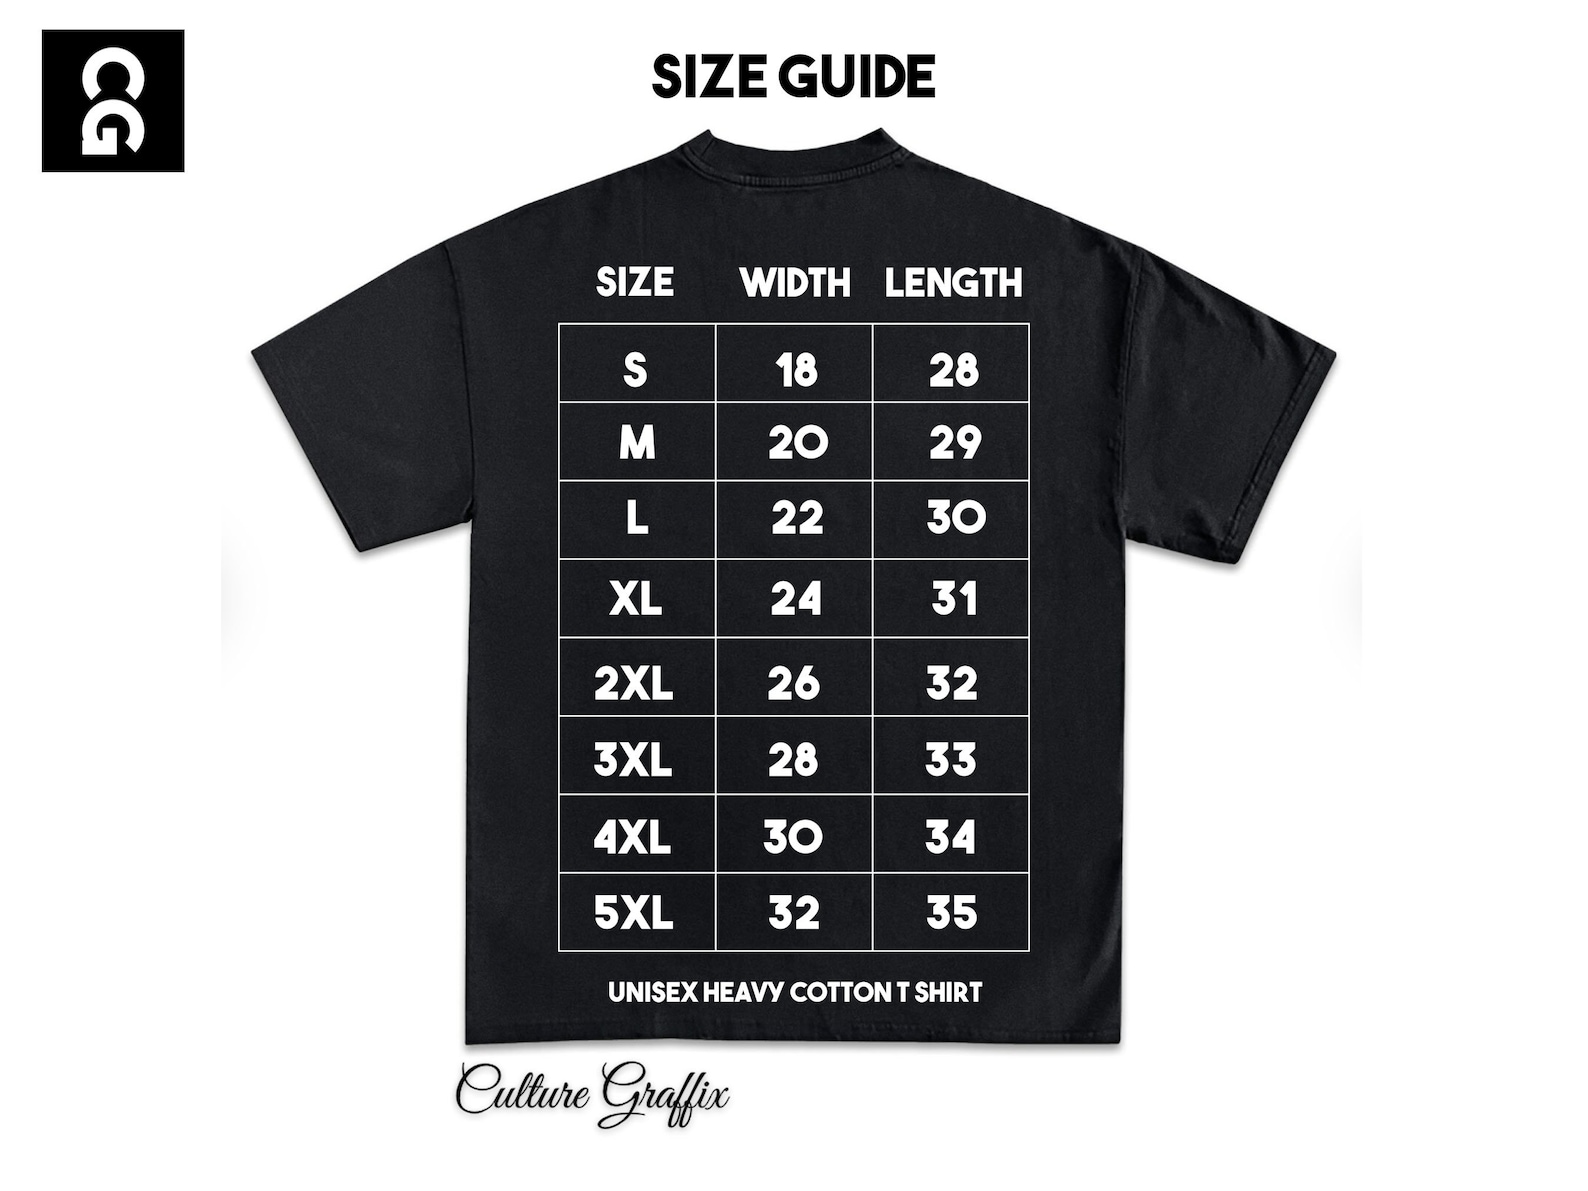 CG
SIZE GUIDE
SIZE WIDTH LENGTH
S 18 28
M 20 29
L 22 30
XL 24 31
2XL 26 32
3XL 28 33
4XL 30 34
5XL 32 35
UNISEX HEAVY COTTON T SHIRT
Culture Graffix